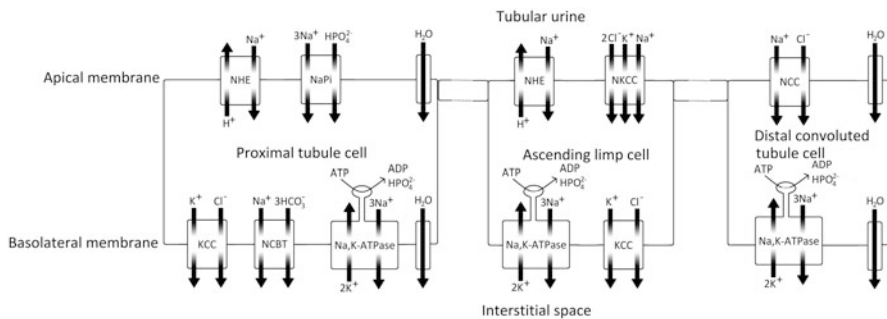 Tubular urine
Na⁺ 3Na⁺ HPO₄²⁻ H₂O Na⁺ 2Cl⁻ K⁺ Na⁺ Na⁺ Cl⁻ H₂O
Apical membrane NHE NaPi NHE NKCC NCC
H⁺ H⁺
Proximal tubule cell Ascending limp cell Distal convoluted
tubule cell
ATP ADP ATP ADP ATP ADP
HPO₄²⁻ HPO₄²⁻ HPO₄²⁻
K⁺ Cl⁻ Na⁺ 3HCO₃⁻ 3Na⁺ H₂O 3Na⁺ K⁺ Cl⁻ 3Na⁺ H₂O
Basolateral membrane KCC NCBT Na,K-ATPase Na,K-ATPase KCC Na,K-ATPase
2K⁺ 2K⁺ 2K⁺
Interstitial space